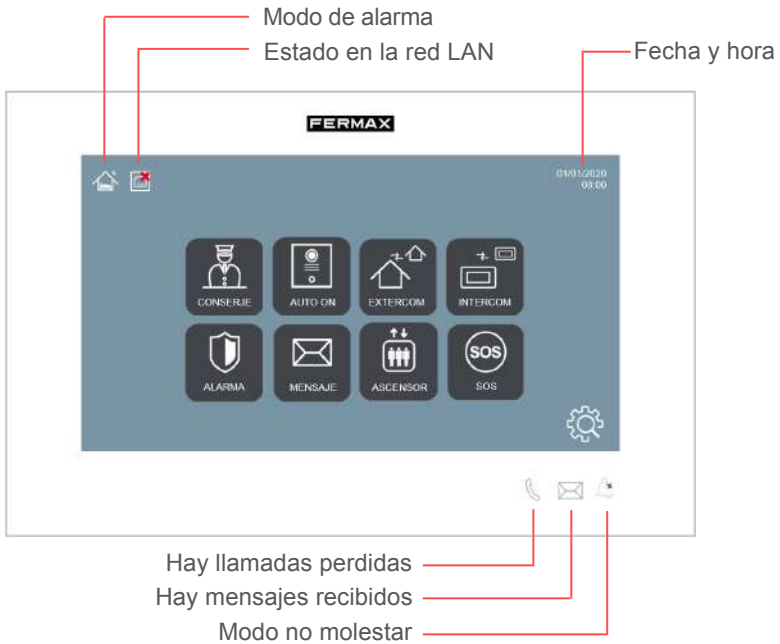 Modo de alarma
Estado en la red LAN
Fecha y hora
FERMAX
01/01/2020
00:00
CONSERJE
AUTO ON
EXTERCOM
INTERCOM
ALARMA
MENSAJE
ASCENSOR
SOS
SOS
Hay llamadas perdidas
Hay mensajes recibidos
Modo no molestar